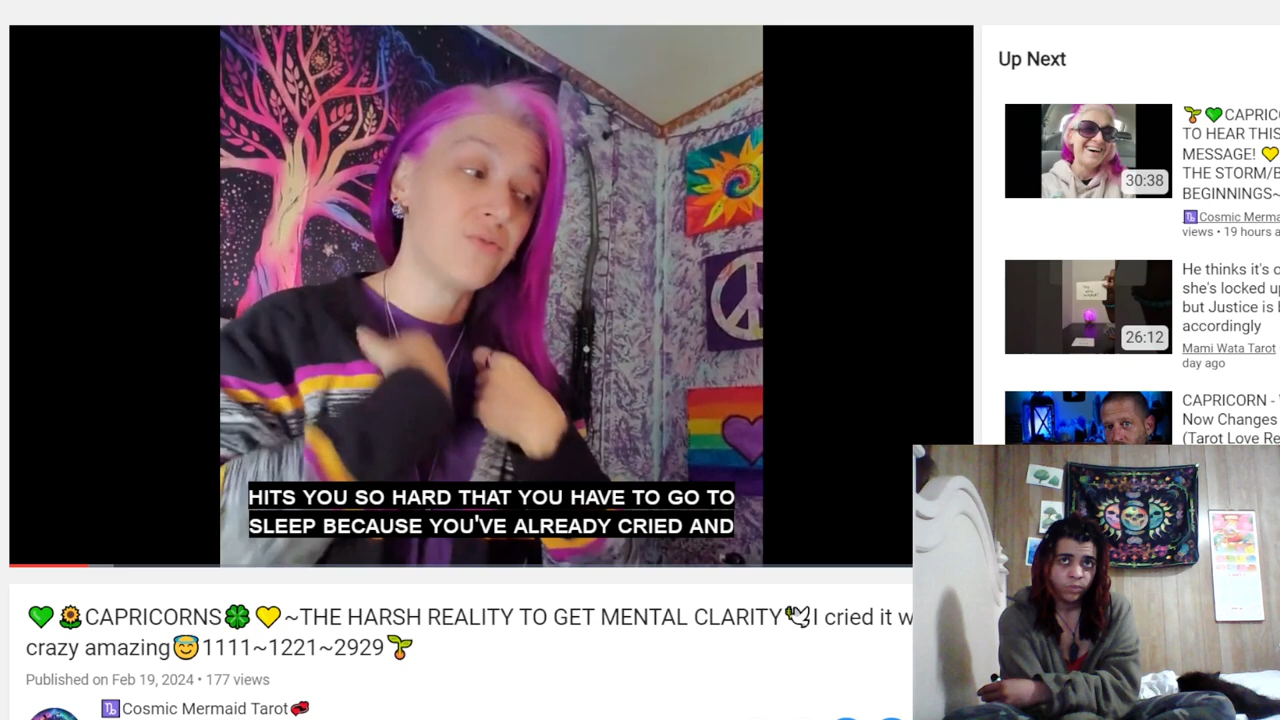 Up Next
30:38
🌱💚CAPRICO
TO HEAR THIS
MESSAGE! 💛
THE STORM/B
BEGINNINGS~
♑Cosmic Merma
views • 19 hours a
26:12
He thinks it's o
she's locked up
but Justice is b
accordingly
Mami Wata Tarot
day ago
CAPRICORN -
Now Changes
(Tarot Love Re
HITS YOU SO HARD THAT YOU HAVE TO GO TO
SLEEP BECAUSE YOU'VE ALREADY CRIED AND
💚🌻CAPRICORNS🍀💛~THE HARSH REALITY TO GET MENTAL CLARITY🕊I cried it w
crazy amazing😇1111~1221~2929🌱
Published on Feb 19, 2024 • 177 views
♑Cosmic Mermaid Tarot💞